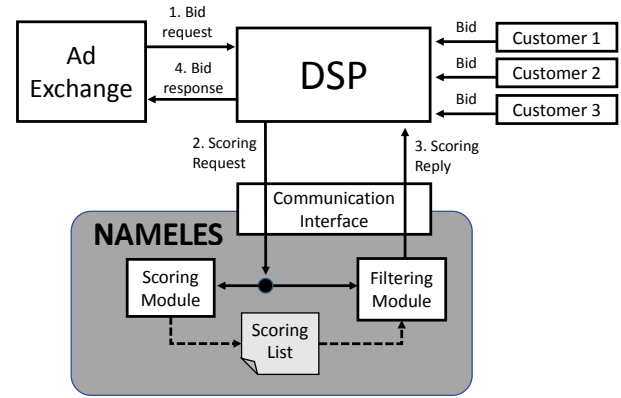 1. Bid
request
Ad
Exchange
4. Bid
response
DSP
Bid
Customer 1
Bid
Customer 2
Bid
Customer 3
2. Scoring
Request
3. Scoring
Reply
Communication
Interface
NAMELES
Scoring
Module
Filtering
Module
Scoring
List